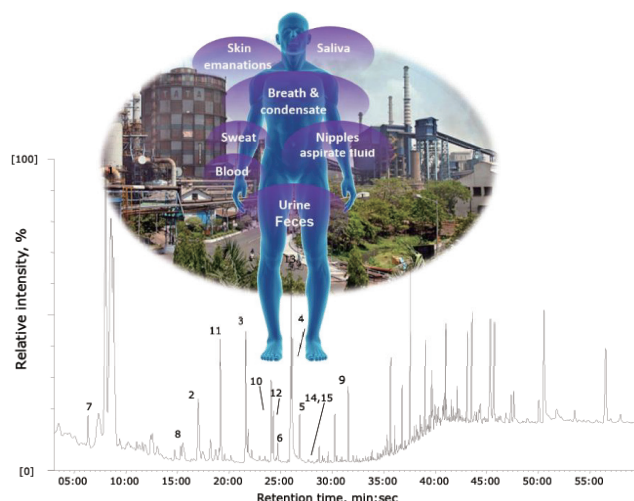 Skin
emanations
Saliva
Breath &
condensate
Sweat
Nipples
aspirate fluid
Blood
Urine
Feces
[100]
Relative intensity, %
[0]
7
8
2
11
3
10
12
6
13
4
5
14,15
9
05:00 10:00 15:00 20:00 25:00 30:00 35:00 40:00 45:00 50:00 55:00
Retention time, min:sec